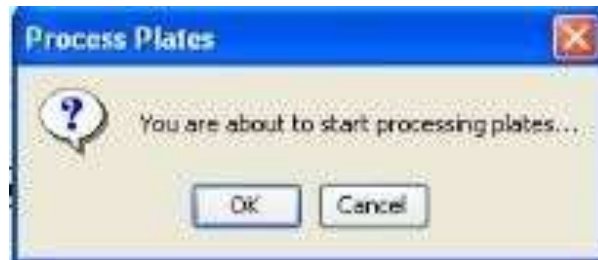 Process Plates
You are about to start processing plates...
OK
Cancel